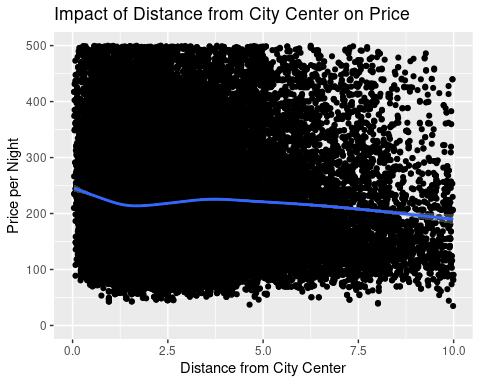 Impact of Distance from City Center on Price
500
400
300
200
100
0
Price per Night
0.0 2.5 5.0 7.5 10.0
Distance from City Center